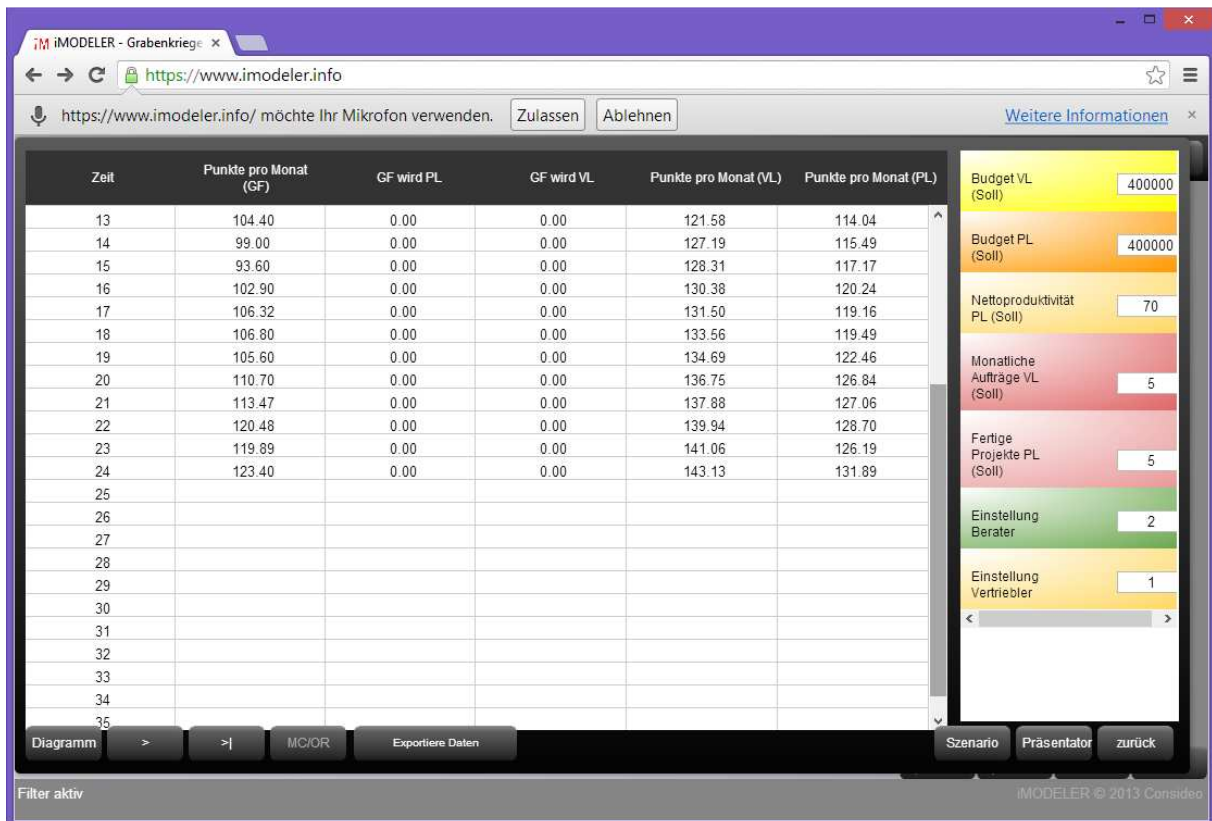 iM iMODELER - Grabenkriege
https://www.imodeler.info
https://www.imodeler.info/ möchte Ihr Mikrofon verwenden. Zulassen Ablehnen Weitere Informationen
Zeit Punkte pro Monat (GF) GF wird PL GF wird VL Punkte pro Monat (VL) Punkte pro Monat (PL)
13 104.40 0.00 0.00 121.58 114.04
14 99.00 0.00 0.00 127.19 115.49
15 93.60 0.00 0.00 128.31 117.17
16 102.90 0.00 0.00 130.38 120.24
17 106.32 0.00 0.00 131.50 119.16
18 106.80 0.00 0.00 133.56 119.49
19 105.60 0.00 0.00 134.69 122.46
20 110.70 0.00 0.00 136.75 126.84
21 113.47 0.00 0.00 137.88 127.06
22 120.48 0.00 0.00 139.94 128.70
23 119.89 0.00 0.00 141.06 126.19
24 123.40 0.00 0.00 143.13 131.89
25
26
27
28
29
30
31
32
33
34
35
Budget VL
(Soll) 400000
Budget PL
(Soll) 400000
Nettoproduktivität
PL (Soll) 70
Monatliche
Aufträge VL
(Soll) 5
Fertige
Projekte PL
(Soll) 5
Einstellung
Berater 2
Einstellung
Vertriebler 1
Diagramm > >| MC/OR Exportiere Daten Szenario Präsentator zurück
Filter aktiv iMODELER © 2013 Consideo